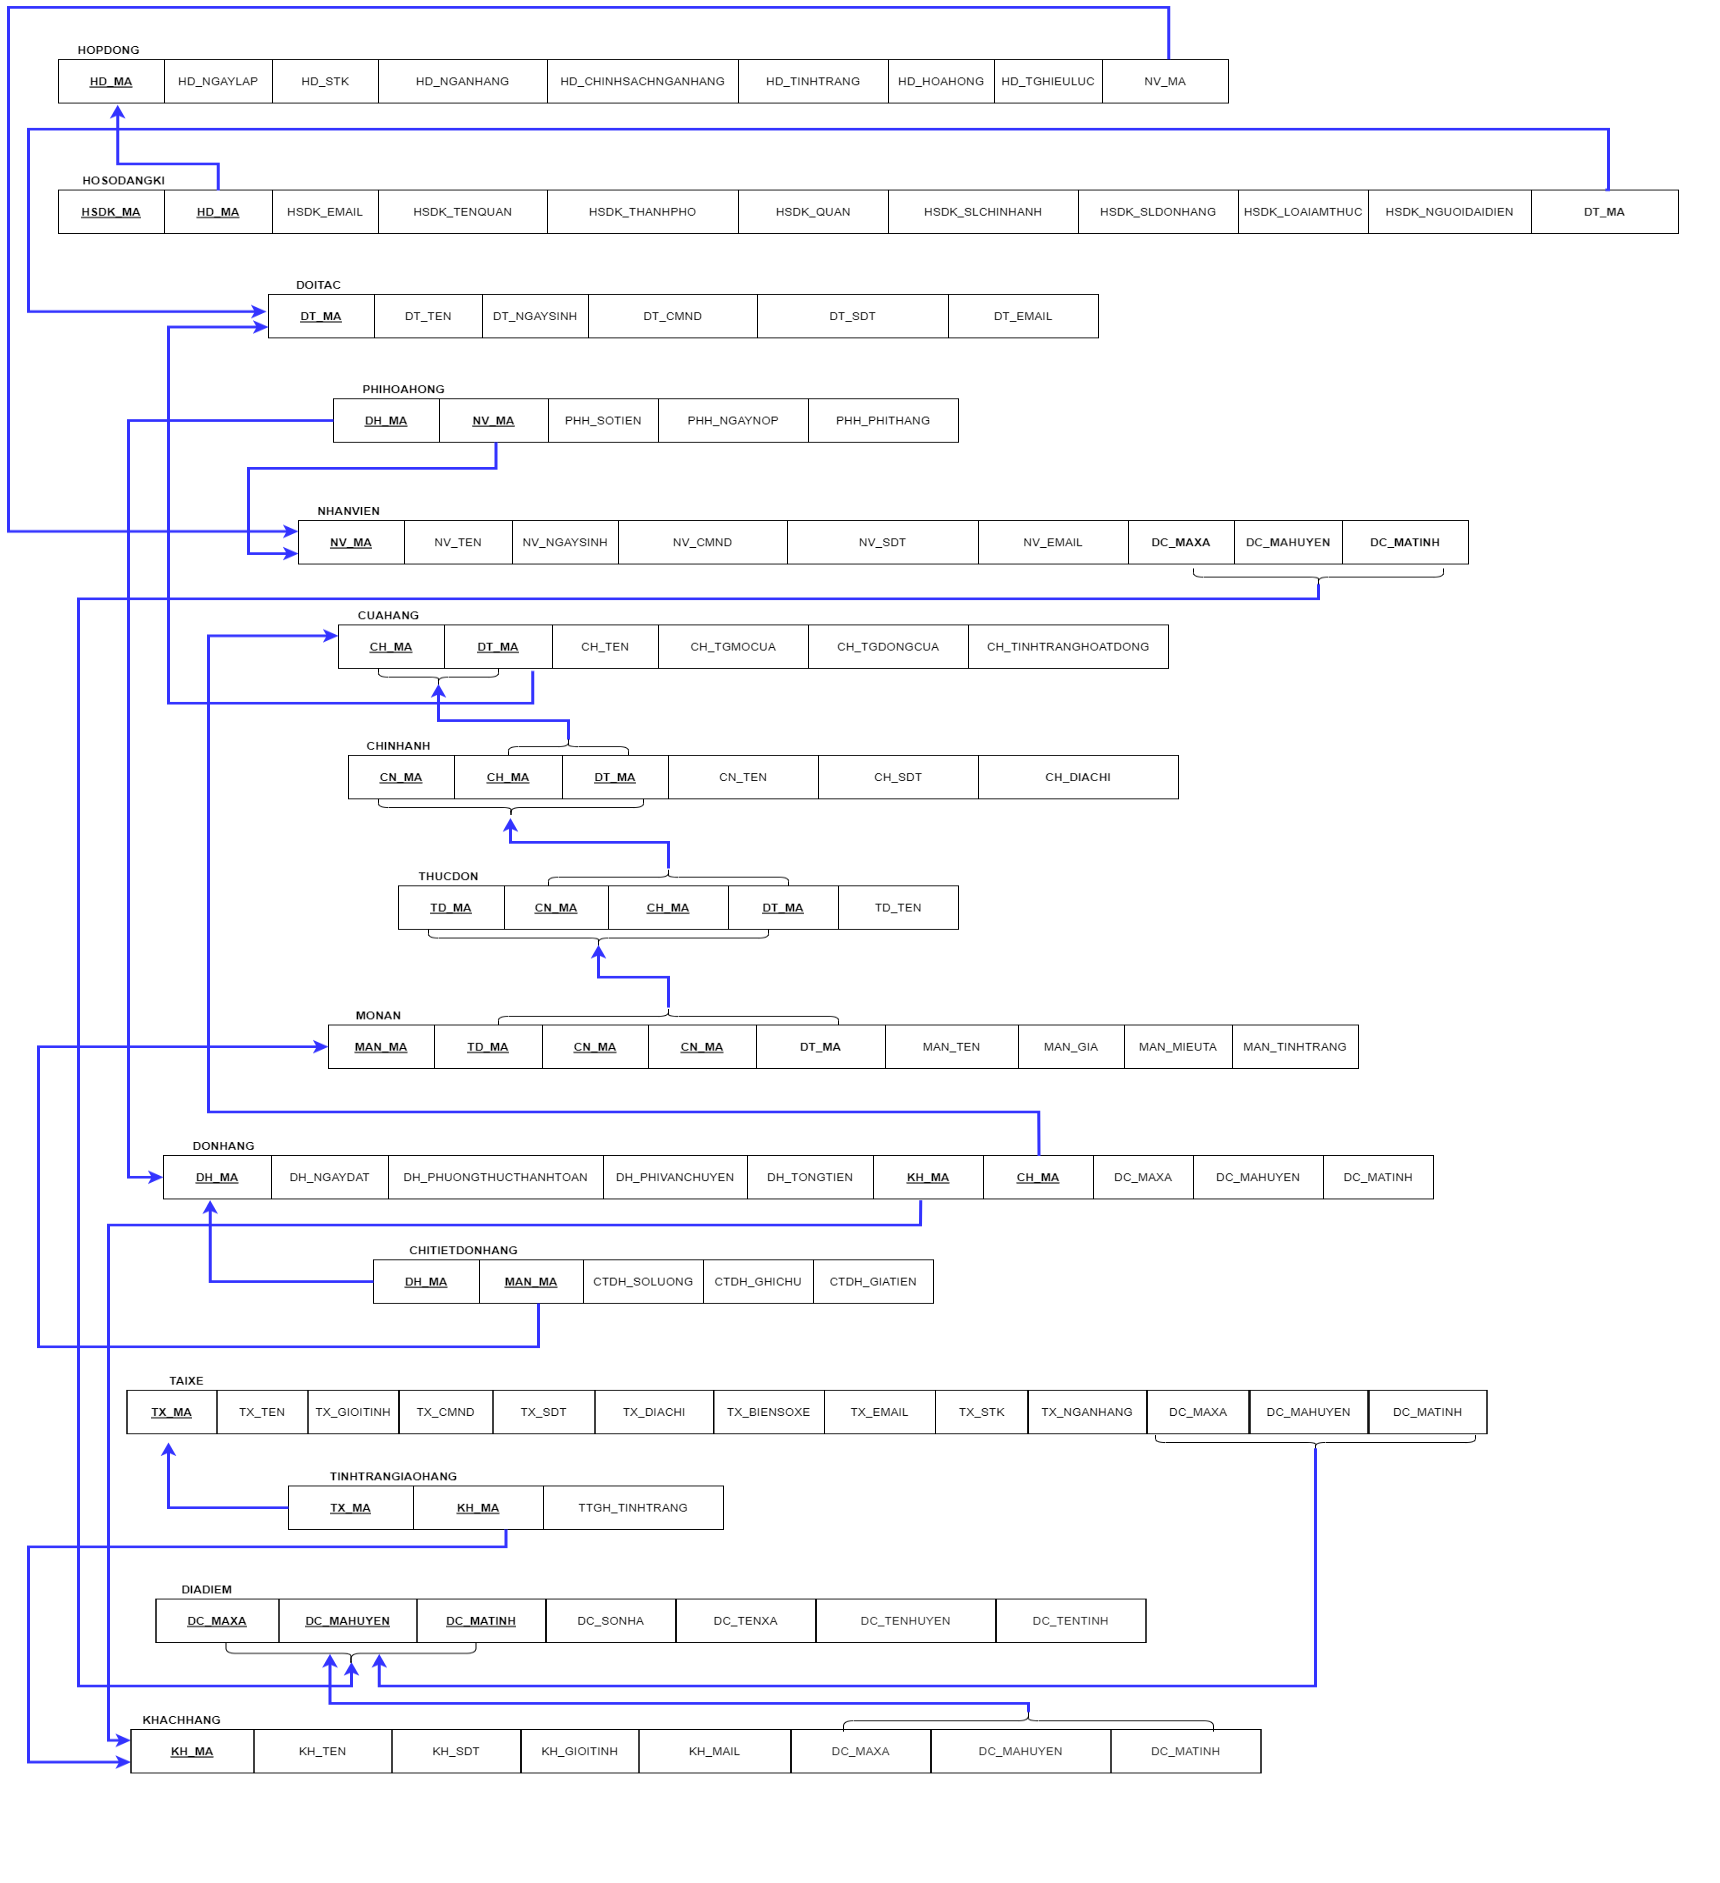 HOPDONG
HD_MA HD_NGAYLAP HD_STK HD_NGANHANG HD_CHINHSACHNGANHANG HD_TINHTRANG HD_HOAHONG HD_TGHIEULUC NV_MA
HOSODANGKI
HSDK_MA HD_MA HSDK_EMAIL HSDK_TENQUAN HSDK_THANHPHO HSDK_QUAN HSDK_SLCHINHANH HSDK_SLDONHANG HSDK_LOAIAMTHUC HSDK_NGUOIDAIDIEN DT_MA
DOITAC
DT_MA DT_TEN DT_NGAYSINH DT_CMND DT_SDT DT_EMAIL
PHIHOAHONG
DH_MA NV_MA PHH_SOTIEN PHH_NGAYNOP PHH_PHITHANG
NHANVIEN
NV_MA NV_TEN NV_NGAYSINH NV_CMND NV_SDT NV_EMAIL DC_MAXA DC_MAHUYEN DC_MATINH
CUAHANG
CH_MA DT_MA CH_TEN CH_TGMOCUA CH_TGDONGCUA CH_TINHTRANGHOATDONG
CHINHANH
CN_MA CH_MA DT_MA CN_TEN CH_SDT CH_DIACHI
THUCDON
TD_MA CN_MA CH_MA DT_MA TD_TEN
MONAN
MAN_MA TD_MA CN_MA CN_MA DT_MA MAN_TEN MAN_GIA MAN_MIEUTA MAN_TINHTRANG
DONHANG
DH_MA DH_NGAYDAT DH_PHUONGTHUCTHANHTOAN DH_PHIVANCHUYEN DH_TONGTIEN KH_MA CH_MA DC_MAXA DC_MAHUYEN DC_MATINH
CHITIETDONHANG
DH_MA MAN_MA CTDH_SOLUONG CTDH_GHICHU CTDH_GIATIEN
TAIXE
TX_MA TX_TEN TX_GIOITINH TX_CMND TX_SDT TX_DIACHI TX_BIENSOXE TX_EMAIL TX_STK TX_NGANHANG DC_MAXA DC_MAHUYEN DC_MATINH
TINHTRANGIAOHANG
TX_MA KH_MA TTGH_TINHTRANG
DIADIEM
DC_MAXA DC_MAHUYEN DC_MATINH DC_SONHA DC_TENXA DC_TENHUYEN DC_TENTINH
KHACHHANG
KH_MA KH_TEN KH_SDT KH_GIOITINH KH_MAIL DC_MAXA DC_MAHUYEN DC_MATINH